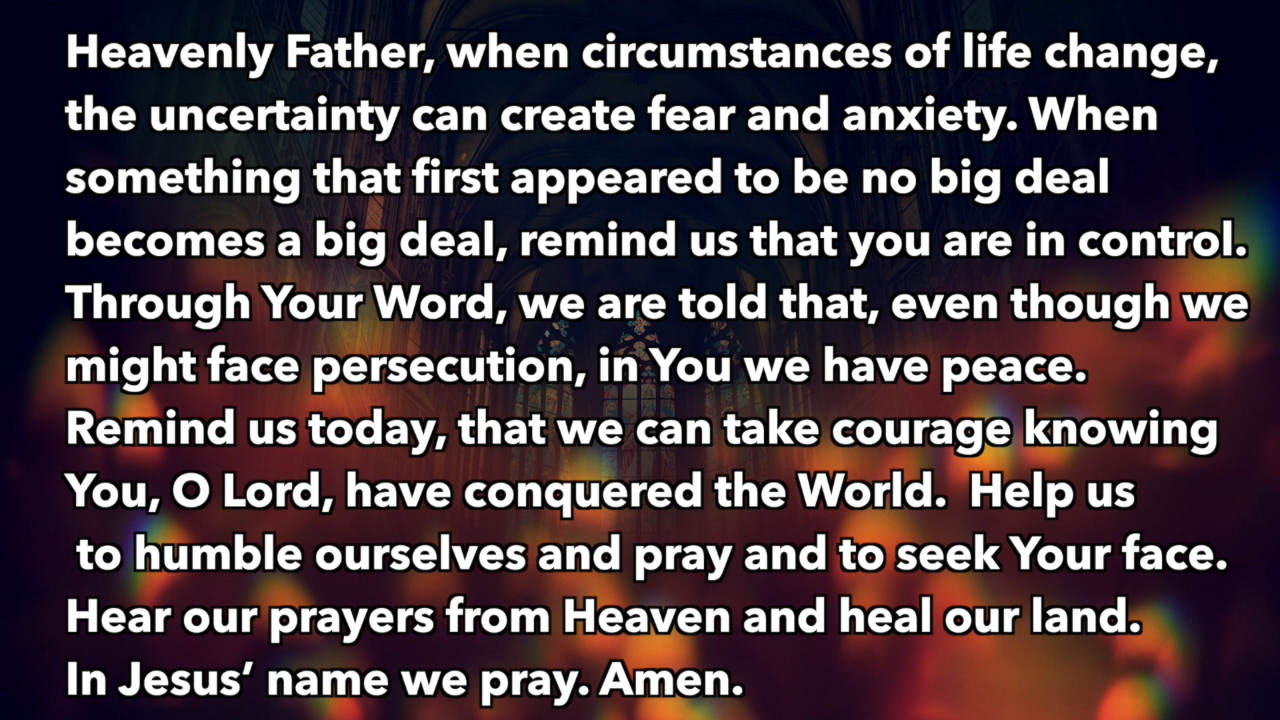 Heavenly Father, when circumstances of life change,
the uncertainty can create fear and anxiety. When
something that first appeared to be no big deal
becomes a big deal, remind us that you are in control.
Through Your Word, we are told that, even though we
might face persecution, in You we have peace.
Remind us today, that we can take courage knowing
You, O Lord, have conquered the World.  Help us
to humble ourselves and pray and to seek Your face.
Hear our prayers from Heaven and heal our land.
In Jesus’ name we pray. Amen.